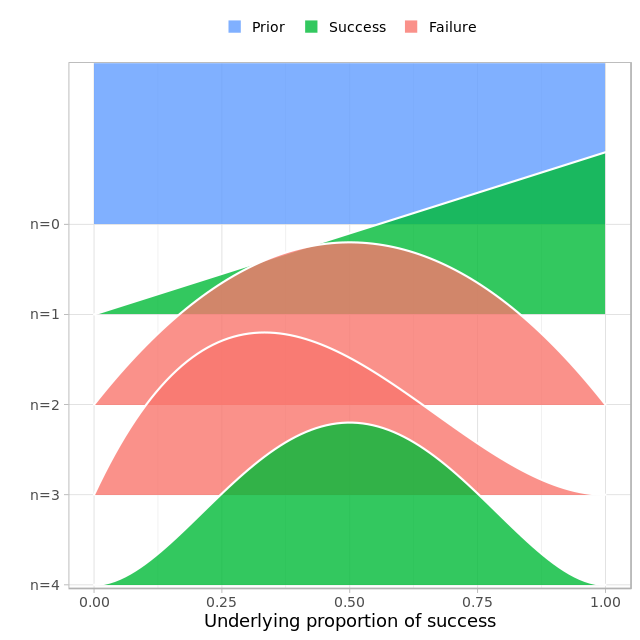 Prior Success Failure
n=0
n=1
n=2
n=3
n=4
0.00 0.25 0.50 0.75 1.00
Underlying proportion of success